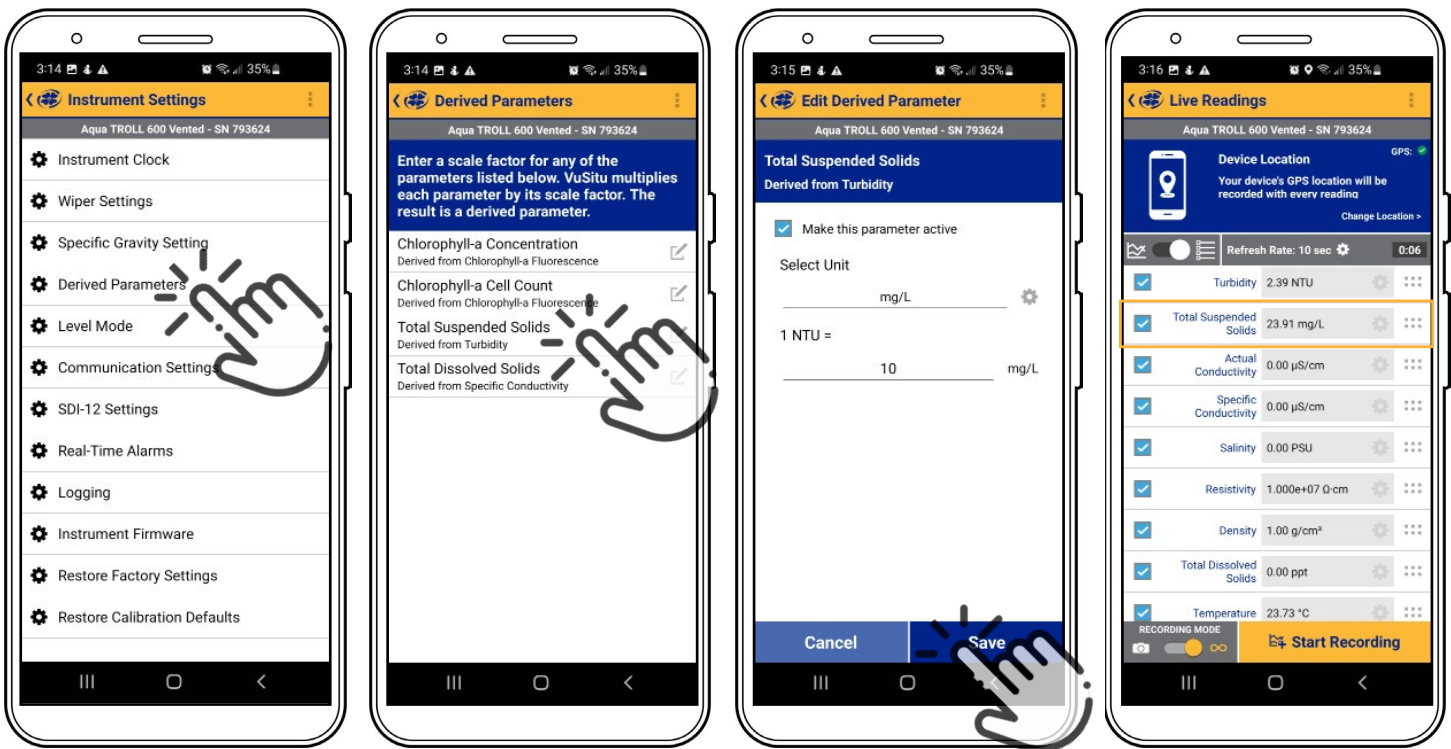 3:14 35%
Instrument Settings
Aqua TROLL 600 Vented - SN 793624
Instrument Clock
Wiper Settings
Specific Gravity Setting
Derived Parameters
Level Mode
Communication Settings
SDI-12 Settings
Real-Time Alarms
Logging
Instrument Firmware
Restore Factory Settings
Restore Calibration Defaults
3:14 35%
Derived Parameters
Aqua TROLL 600 Vented - SN 793624
Enter a scale factor for any of the
parameters listed below. VuSitu multiplies
each parameter by its scale factor. The
result is a derived parameter.
Chlorophyll-a Concentration
Derived from Chlorophyll-a Fluorescence
Chlorophyll-a Cell Count
Derived from Chlorophyll-a Fluorescence
Total Suspended Solids
Derived from Turbidity
Total Dissolved Solids
Derived from Specific Conductivity
3:15 35%
Edit Derived Parameter
Aqua TROLL 600 Vented - SN 793624
Total Suspended Solids
Derived from Turbidity
Make this parameter active
Select Unit
mg/L
1 NTU =
10 mg/L
Cancel Save
3:16 35%
Live Readings
Aqua TROLL 600 Vented - SN 793624
GPS:
Device Location
Your device's GPS location will be
recorded with every reading
Change Location >
Refresh Rate: 10 sec 0:06
Turbidity 2.39 NTU
Total Suspended
Solids 23.91 mg/L
Actual
Conductivity 0.00 µS/cm
Specific
Conductivity 0.00 µS/cm
Salinity 0.00 PSU
Resistivity 1.000e+07 Ω·cm
Density 1.00 g/cm³
Total Dissolved
Solids 0.00 ppt
Temperature 23.73 °C
RECORDING MODE
Start Recording